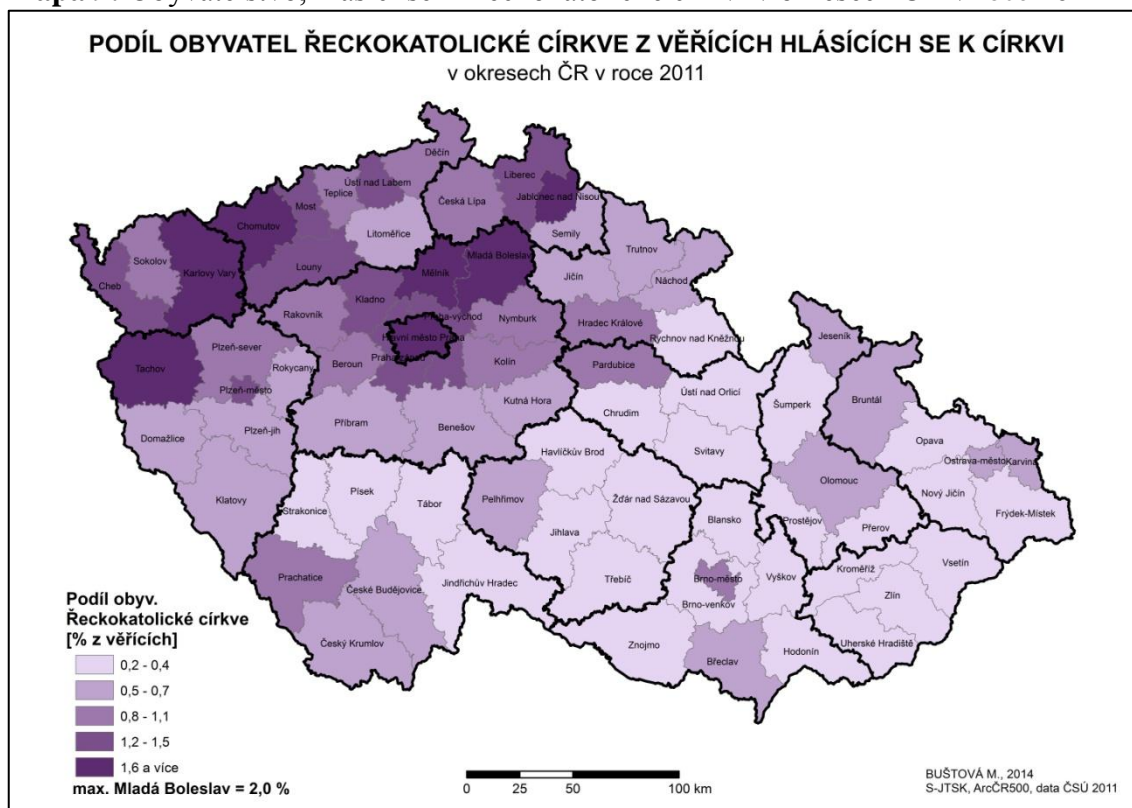 PODÍL OBYVATEL ŘECKOKATOLICKÉ CÍRKVE Z VĚŘÍCÍCH HLÁSÍCÍCH SE K CÍRKVI
v okresech ČR v roce 2011
Děčín
Liberec
Ústí nad Labem
Teplice
Česká Lípa
Jablonec nad Nisou
Most
Chomutov
Litoměřice
Semily
Trutnov
Sokolov
Karlovy Vary
Louny
Mělník
Mladá Boleslav
Jičín
Náchod
Cheb
Kladno
Rakovník
Praha-východ
Nymburk
Hradec Králové
Hlavní město Praha
Rychnov nad Kněžnou
Jeseník
Plzeň-sever
Beroun
Praha-západ
Kolín
Pardubice
Tachov
Rokycany
Plzeň-město
Kutná Hora
Chrudim
Ústí nad Orlicí
Šumperk
Bruntál
Příbram
Benešov
Domažlice
Plzeň-jih
Svitavy
Opava
Havlíčkův Brod
Ostrava-město
Karviná
Klatovy
Písek
Tábor
Pelhřimov
Žďár nad Sázavou
Olomouc
Nový Jičín
Strakonice
Blansko
Prostějov
Přerov
Frýdek-Místek
Jihlava
Vsetín
Prachatice
České Budějovice
Jindřichův Hradec
Třebíč
Brno-město
Vyškov
Kroměříž
Zlín
Brno-venkov
Český Krumlov
Znojmo
Břeclav
Hodonín
Uherské Hradiště
Podíl obyv.
Řeckokatolické církve
[% z věřících]
0,2 - 0,4
0,5 - 0,7
0,8 - 1,1
1,2 - 1,5
1,6 a více
max. Mladá Boleslav = 2,0 %
0 25 50 100 km
BUŠTOVÁ M., 2014
S-JTSK, ArcČR500, data ČSÚ 2011